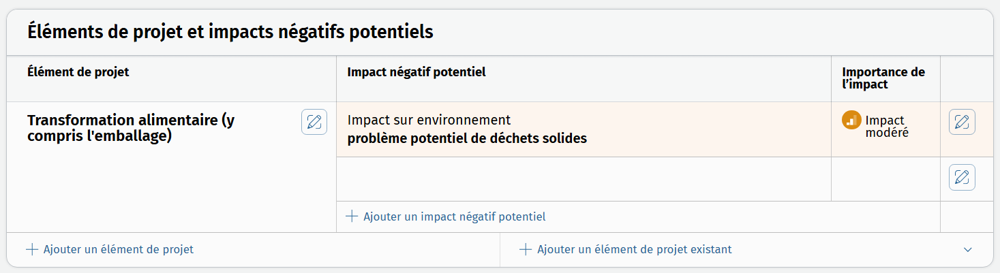 Éléments de projet et impacts négatifs potentiels
Élément de projet
Impact négatif potentiel
Importance de
l'impact
Transformation alimentaire (y
compris l'emballage)
Impact sur environnement
problème potentiel de déchets solides
Impact
modéré
Ajouter un impact négatif potentiel
Ajouter un élément de projet
Ajouter un élément de projet existant